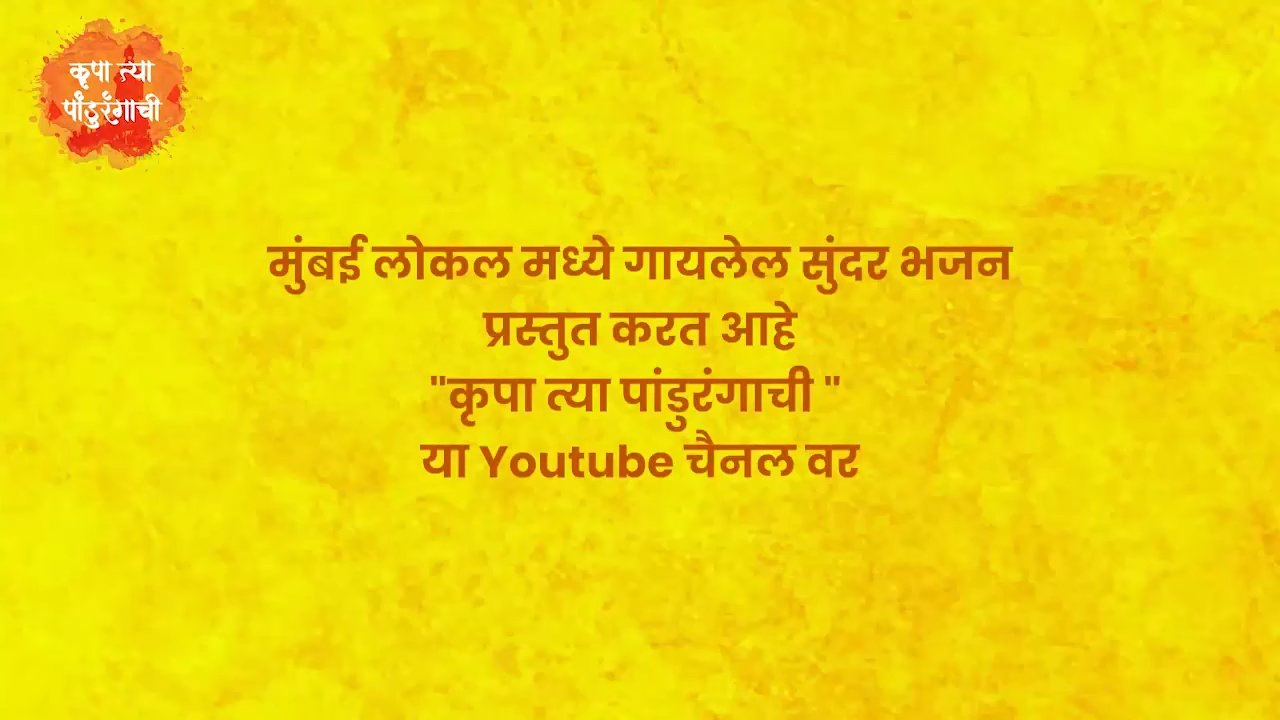 कृपा त्या
पांडुरंगाची
मुंबई लोकल मध्ये गायलेल सुंदर भजन
प्रस्तुत करत आहे
"कृपा त्या पांडुरंगाची "
या Youtube चैनल वर